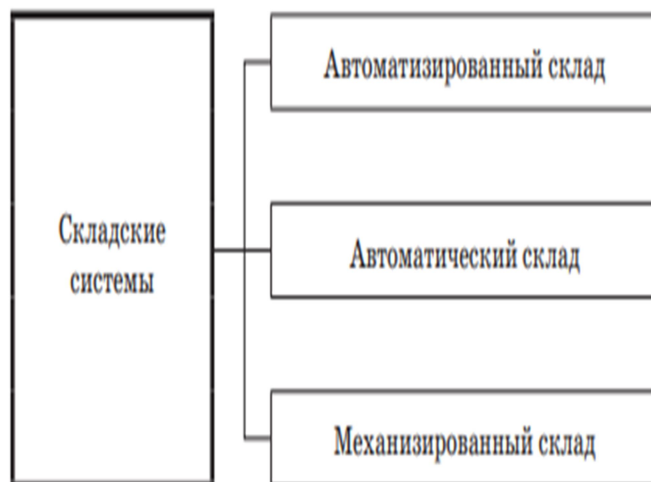 Складские
системы
Автоматизированный склад
Автоматический склад
Механизированный склад